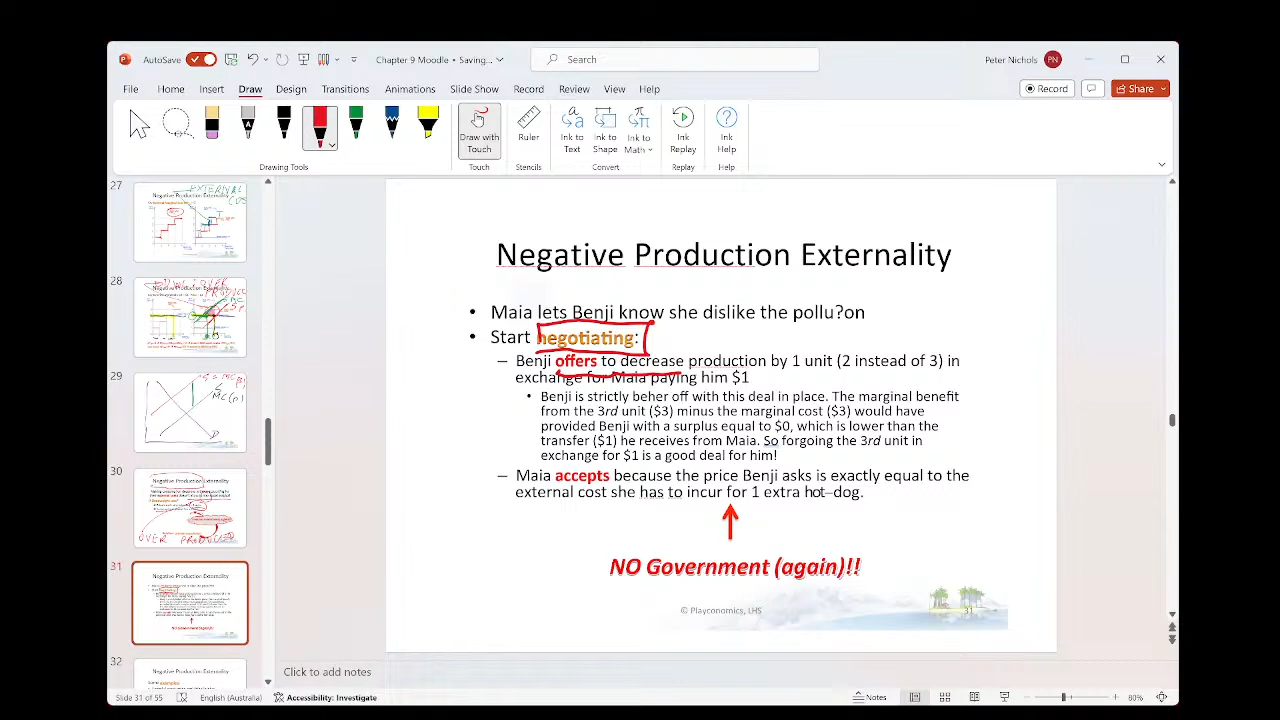 AutoSave
Chapter 9 Moodle • Saving...
Search
Peter Nichols
PN
File Home Insert Draw Design Transitions Animations Slide Show Record Review View Help
Record
Share
Draw with Touch
Ruler
Ink to Text
Ink to Shape
Ink to Math
Ink Replay
Ink Help
Drawing Tools
Touch
Stencils
Convert
Replay
Help
27
28
29
30
31
32
Negative Production Externality
• Maia lets Benji know she dislike the pollu?on
• Start negotiating:
– Benji offers to decrease production by 1 unit (2 instead of 3) in
exchange for Maia paying him $1
• Benji is strictly beher off with this deal in place. The marginal benefit
from the 3rd unit ($3) minus the marginal cost ($3) would have
provided Benji with a surplus equal to $0, which is lower than the
transfer ($1) he receives from Maia. So forgoing the 3rd unit in
exchange for $1 is a good deal for him!
– Maia accepts because the price Benji asks is exactly equal to the
external cost she has to incur for 1 extra hot–dog.
NO Government (again)!!
© Playconomics, LHS
31
Click to add notes
Slide 31 of 55
English (Australia)
Accessibility: Investigate
Notes
80%